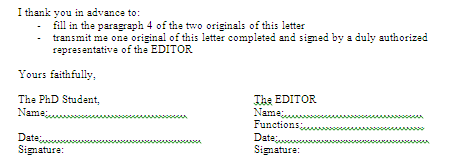 I thank you in advance to:
- fill in the paragraph 4 of the two originals of this letter
- transmit me one original of this letter completed and signed by a duly authorized
representative of the EDITOR
Yours faithfully,
The PhD Student,
Name:
Date:
Signature:
The EDITOR
Name:
Functions:
Date:
Signature: